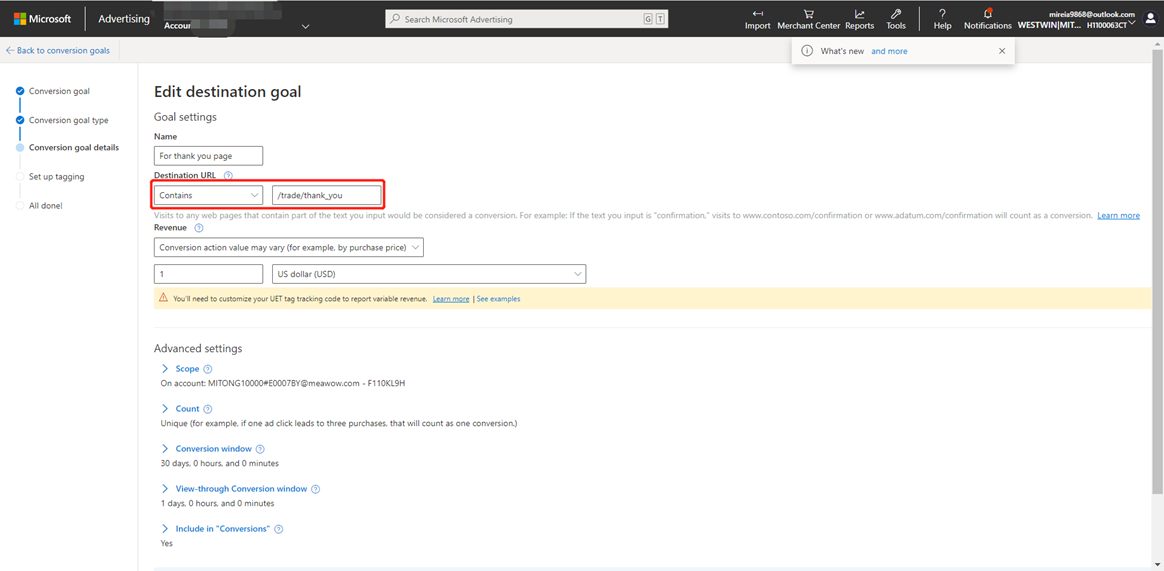 Microsoft
Advertising
Accoun
Search Microsoft Advertising
G T
Import
Merchant Center
Reports
Tools
Help
Notifications
mireia9868@outlook.com
WESTWIN|MIT... H1100063CT
Back to conversion goals
What's new and more
Conversion goal
Conversion goal type
Conversion goal details
Set up tagging
All done!
Edit destination goal
Goal settings
Name
For thank you page
Destination URL
Contains
/trade/thank_you
Visits to any web pages that contain part of the text you input would be considered a conversion. For example: If the text you input is "confirmation," visits to www.contoso.com/confirmation or www.adatum.com/confirmation will count as a conversion. Learn more
Revenue
Conversion action value may vary (for example, by purchase price)
1
US dollar (USD)
You'll need to customize your UET tag tracking code to report variable revenue. Learn more | See examples
Advanced settings
Scope
On account: MITONG10000#E0007BY@meawow.com - F110KL9H
Count
Unique (for example, if one ad click leads to three purchases, that will count as one conversion.)
Conversion window
30 days, 0 hours, and 0 minutes
View-through Conversion window
1 days, 0 hours, and 0 minutes
Include in "Conversions"
Yes